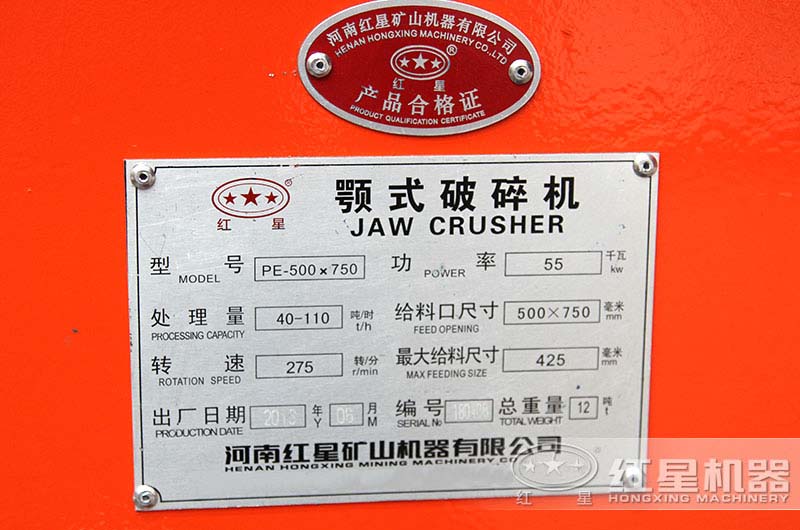 河南红星矿山机器有限公司
HENAN HONGXING MACHINERY CO.,LTD
®
红 星
产品合格证
PRODUCT QUALIFICATION CERTIFICATE
® 颚式破碎机
红 星 JAW CRUSHER
型 号 MODEL PE-500×750 功 率 POWER 55 千瓦 kw
处理量 PROCESSING CAPACITY 40-110 吨/时 t/h 给料口尺寸 FEED OPENING 500×750 毫米 mm
转 速 ROTATION SPEED 275 转/分 r/min 最大给料尺寸 MAX FEEDING SIZE 425 毫米 mm
出厂日期 PRODUCTION DATE 年 Y 06 月 M 编号 SERIAL № 总重量 TOTAL WEIGHT 12 吨 t
河南红星矿山机器有限公司
HENAN HONGXING MINING MACHINERY CO.,LTD
红星机器
红 星 HONGXING MACHINERY